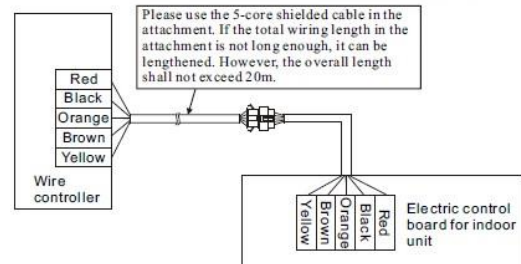 Please use the 5-core shielded cable in the
attachment. If the total wiring length in the
attachment is not long enough, it can be
lengthened. However, the overall length
shall not exceed 20m.
Red
Black
Orange
Brown
Yellow
Wire
controller
Yellow
Brown
Orange
Black
Red
Electric control
board for indoor
unit